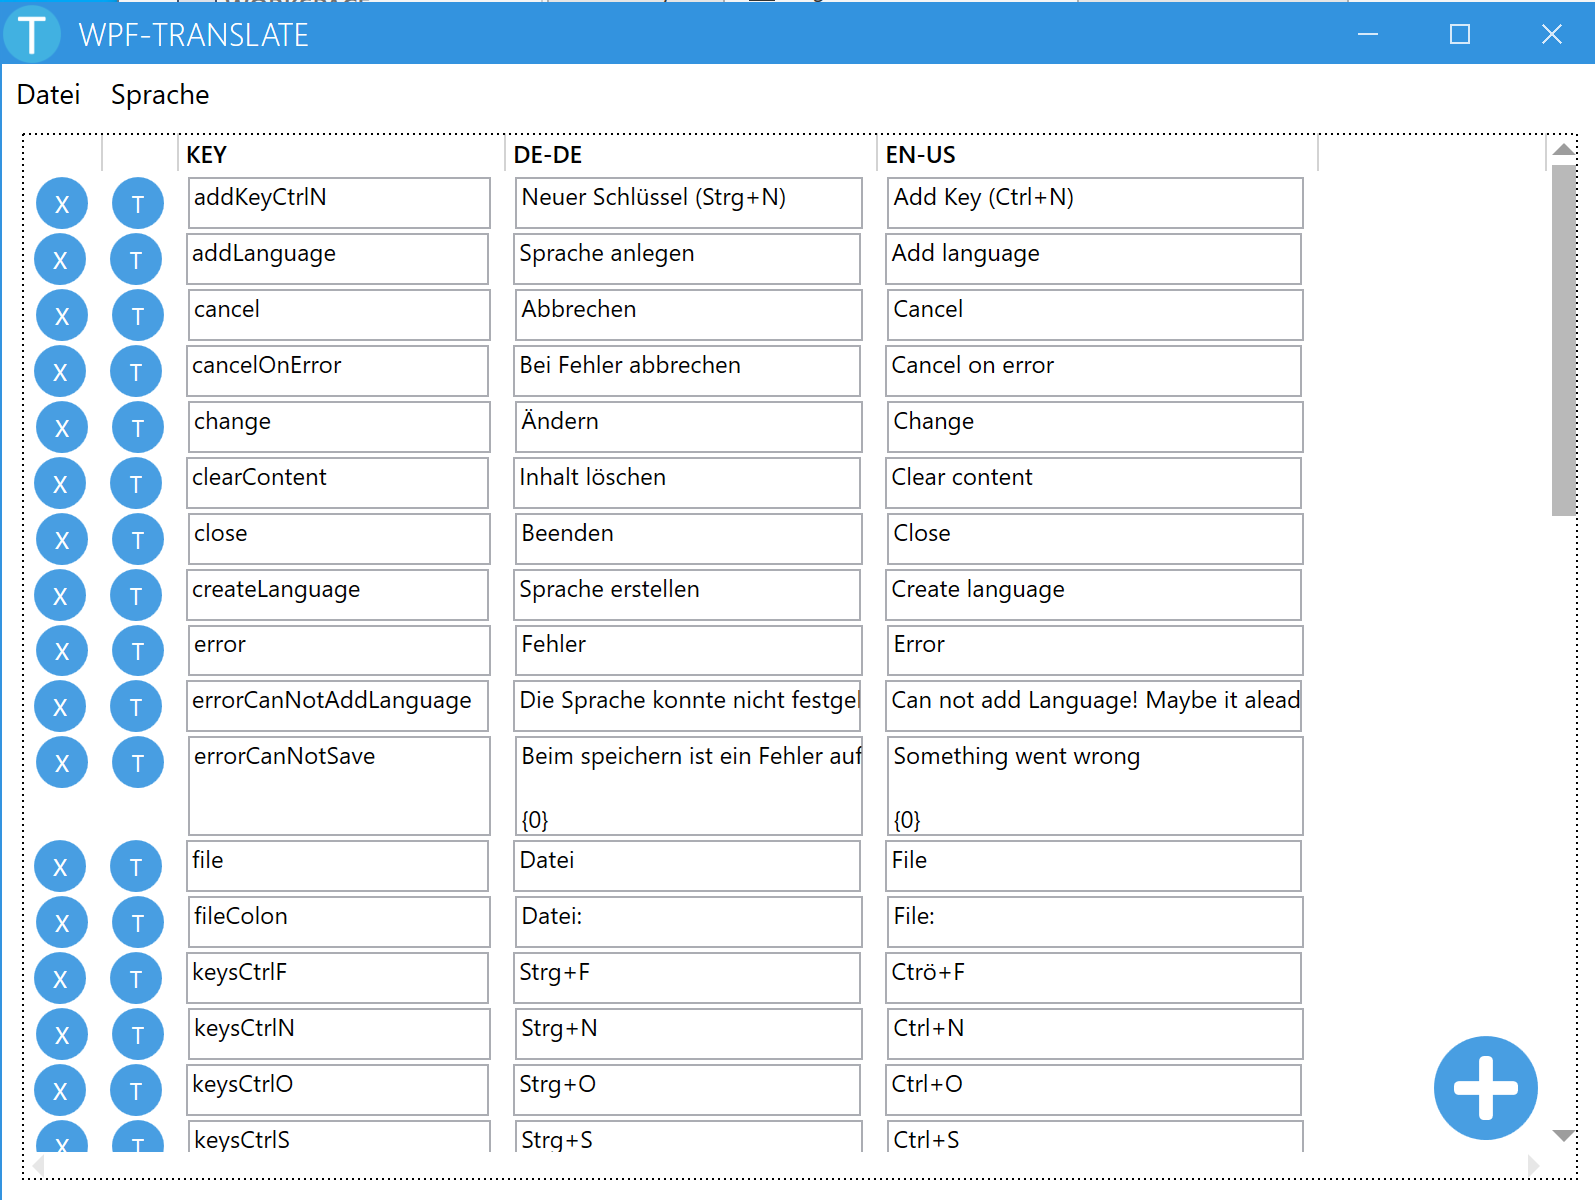 T WPF-TRANSLATE
Datei Sprache
KEY DE-DE EN-US
X T addKeyCtrlN Neuer Schlüssel (Strg+N) Add Key (Ctrl+N)
X T addLanguage Sprache anlegen Add language
X T cancel Abbrechen Cancel
X T cancelOnError Bei Fehler abbrechen Cancel on error
X T change Ändern Change
X T clearContent Inhalt löschen Clear content
X T close Beenden Close
X T createLanguage Sprache erstellen Create language
X T error Fehler Error
X T errorCanNotAddLanguage Die Sprache konnte nicht festgel Can not add Language! Maybe it alead
X T errorCanNotSave Beim speichern ist ein Fehler auf Something went wrong
{0} {0}
X T file Datei File
X T fileColon Datei: File:
X T keysCtrlF Strg+F Ctrö+F
X T keysCtrlN Strg+N Ctrl+N
X T keysCtrlO Strg+O Ctrl+O
X T keysCtrlS Strg+S Ctrl+S